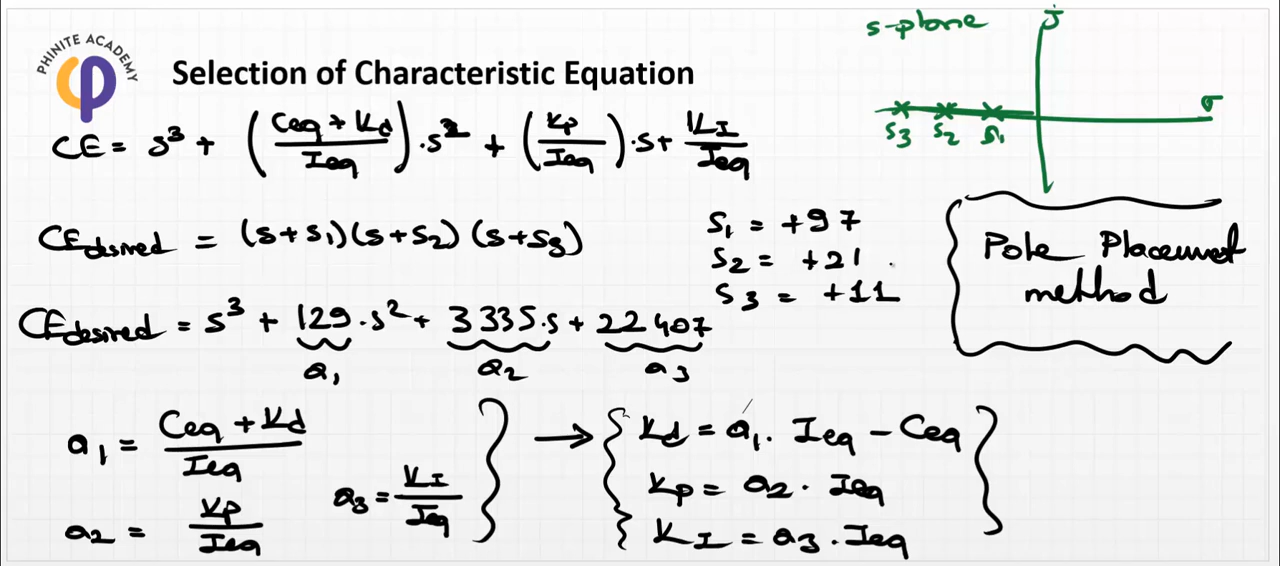 PHINITE ACADEMY
Selection of Characteristic Equation
s-plane
j
σ
s3 s2 s1
CE = s³ + ((Ceq + Kd)/Ieq)·s² + (Kp/Ieq)·s + KI/Ieq
CEdesired = (s+s1)(s+s2)(s+s3)
s1 = +97
s2 = +21
s3 = +11
Pole Placement
method
CEdesired = s³ + 129·s² + 3335·s + 22407
a1 a2 a3
a1 = (Ceq + Kd)/Ieq
a2 = Kp/Ieq
a3 = KI/Ieq
→
Kd = a1· Ieq - Ceq
Kp = a2· Ieq
KI = a3· Ieq